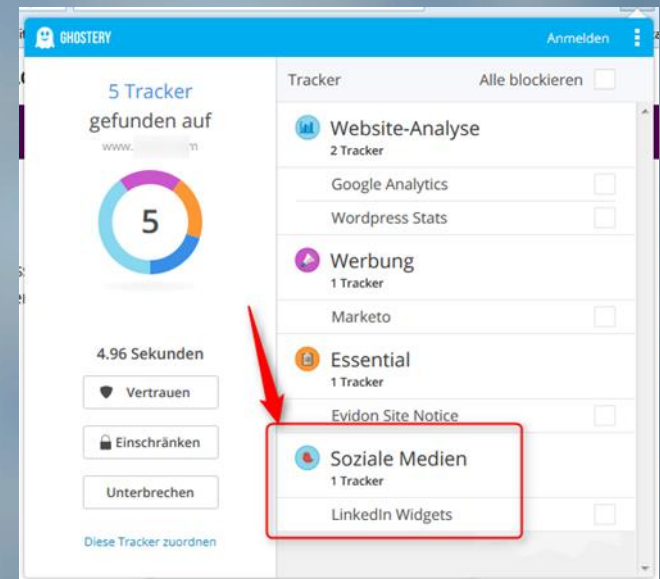 GHOSTERY
Anmelden
5 Tracker
gefunden auf
www.
5
4.96 Sekunden
Vertrauen
Einschränken
Unterbrechen
Diese Tracker zuordnen
Tracker
Alle blockieren
Website-Analyse
2 Tracker
Google Analytics
Wordpress Stats
Werbung
1 Tracker
Marketo
Essential
1 Tracker
Evidon Site Notice
Soziale Medien
1 Tracker
LinkedIn Widgets